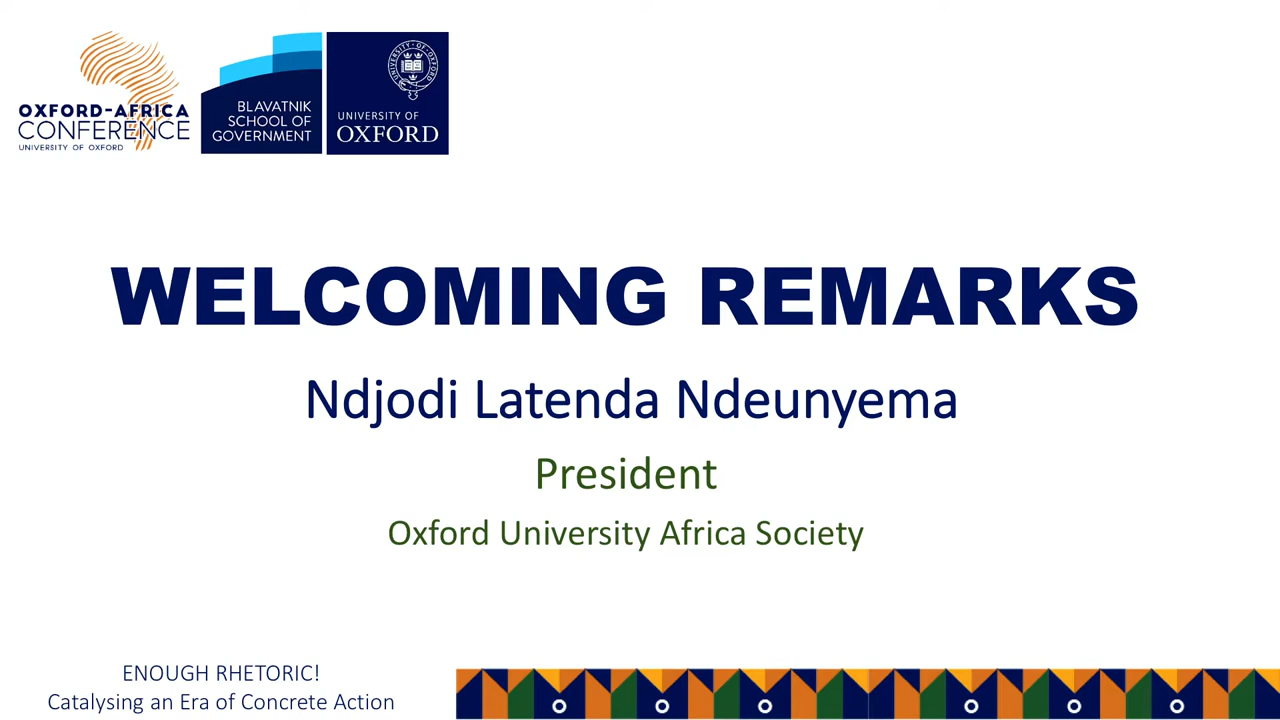 OXFORD-AFRICA
CONFERENCE
UNIVERSITY OF OXFORD
BLAVATNIK
SCHOOL OF
GOVERNMENT
UNIVERSITY OF
OXFORD
WELCOMING REMARKS
Ndjodi Latenda Ndeunyema
President
Oxford University Africa Society
ENOUGH RHETORIC!
Catalysing an Era of Concrete Action